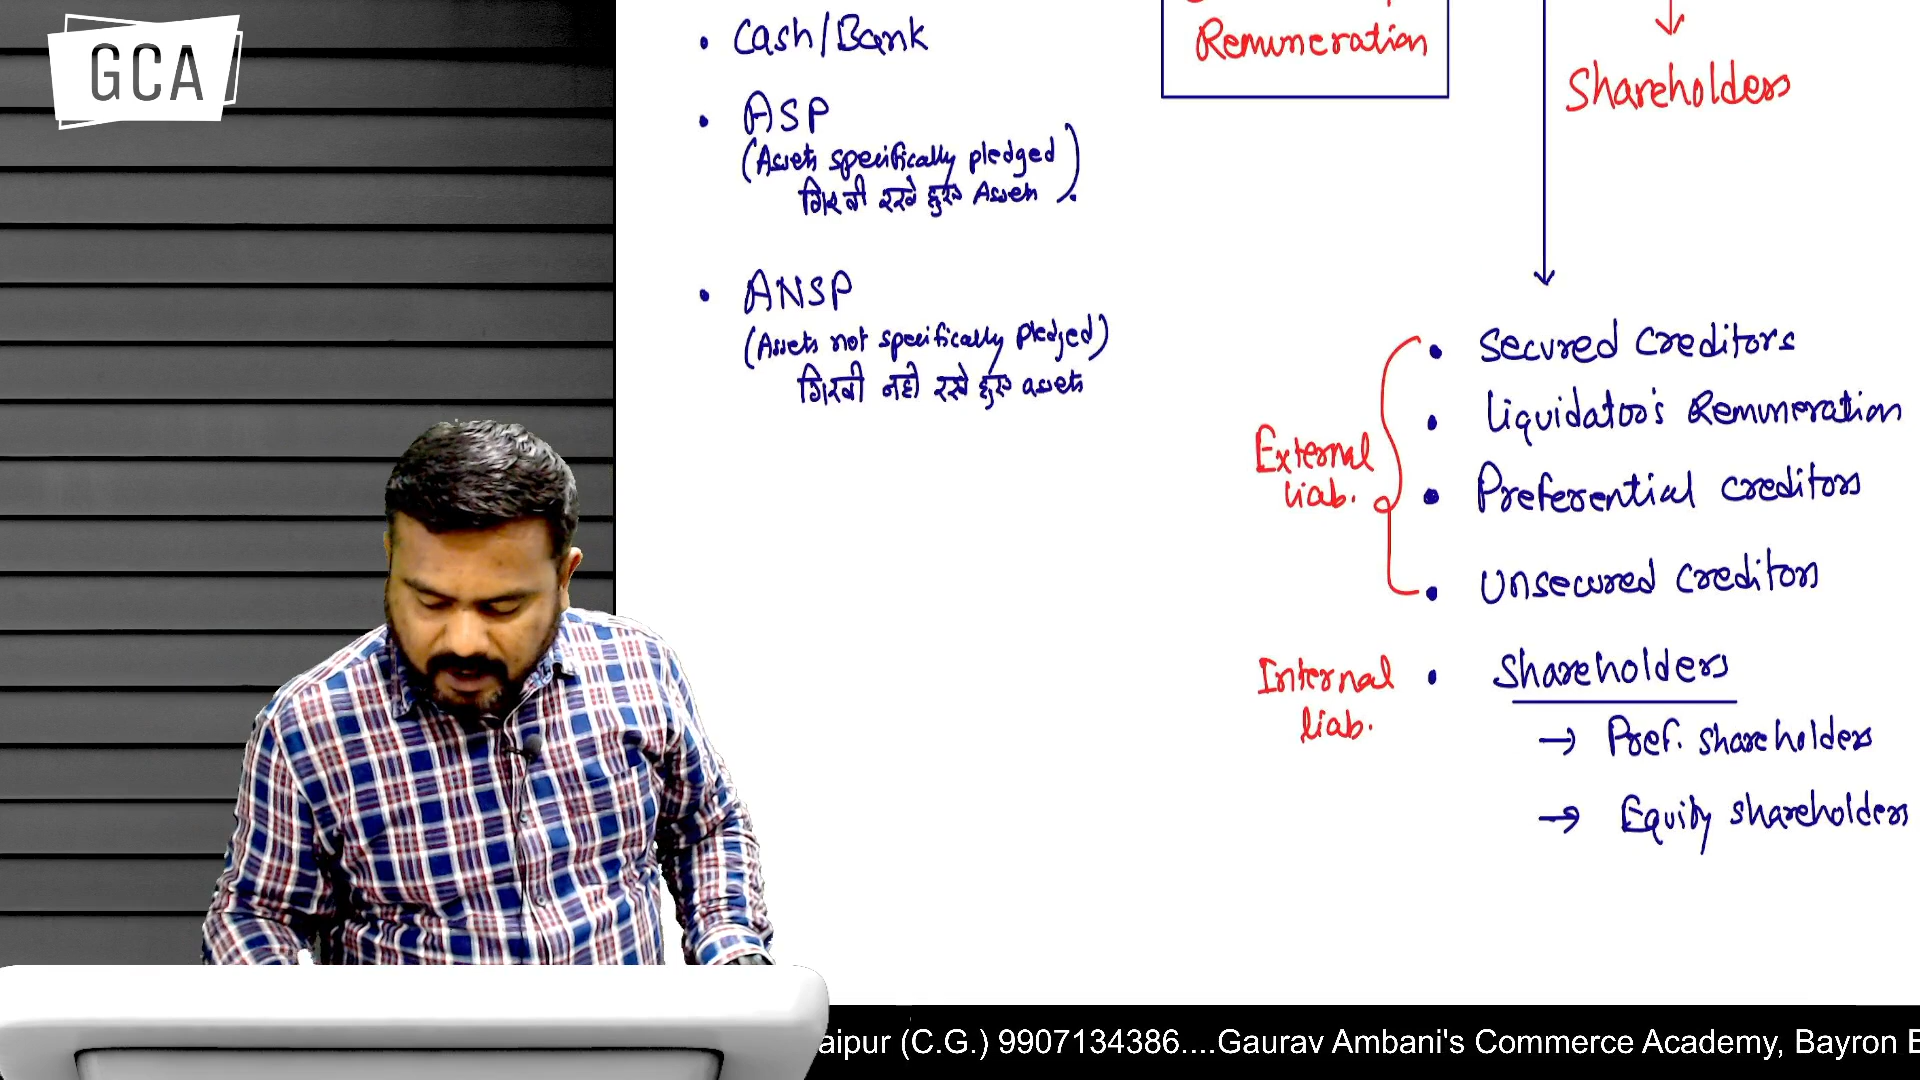 GCA
• Cash/Bank
• ASP
(Assets specifically pledged
गिरवी रखे हुए Assets).
• ANSP
(Assets not specifically pledged)
गिरवी नही रखे हुए assets
Remuneration
Shareholders
External
liab.
• Secured Creditors
• Liquidator's Remuneration
• Preferential creditors
• Unsecured Creditors
Internal
liab.
• Shareholders
→ Pref. shareholders
→ Equity shareholders
aipur (C.G.) 9907134386....Gaurav Ambani's Commerce Academy, Bayron